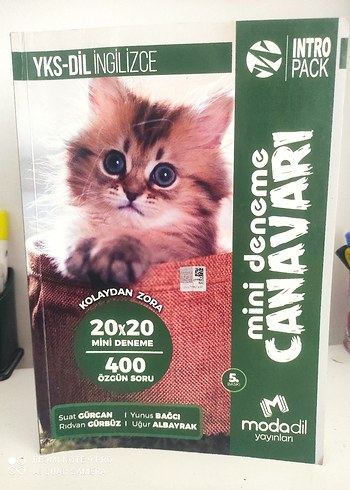 YKS-DİL İNGİLİZCE
INTRO
PACK
mini deneme
CANAVARI
KOLAYDAN ZORA
20x20
MİNİ DENEME
400
ÖZGÜN SORU
5.
BASKI
Suat GÜRCAN | Yunus BAĞCI
Rıdvan GÜRBÜZ | Uğur ALBAYRAK
modadil
yayınları